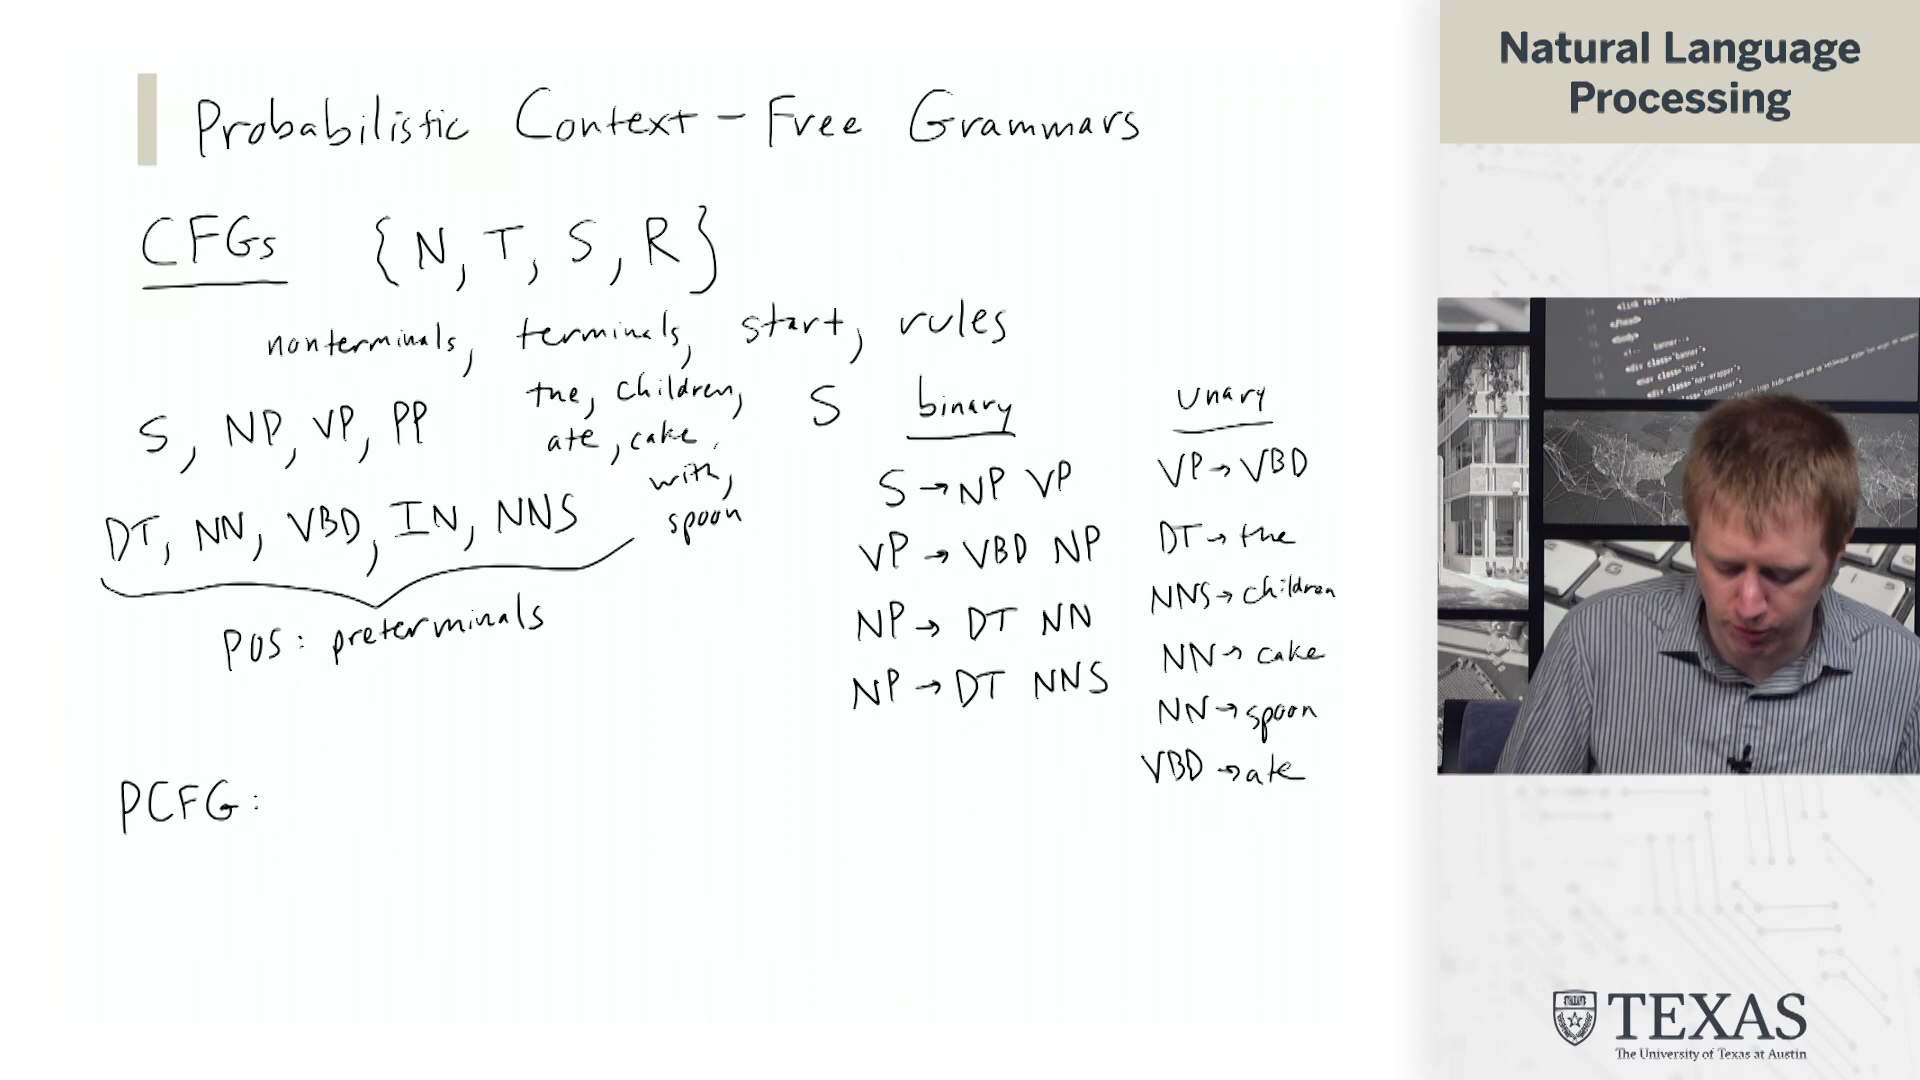 Probabilistic Context-Free Grammars
CFGs {N, T, S, R}
nonterminals, terminals, start, rules
S, NP, VP, PP
DT, NN, VBD, IN, NNS
POS: preterminals
the, children,
ate, cake,
with,
spoon
S
binary
S → NP VP
VP → VBD NP
NP → DT NN
NP → DT NNS
unary
VP → VBD
DT → the
NNS → children
NN → cake
NN → spoon
VBD → ate
PCFG:
Natural Language
Processing
TEXAS
The University of Texas at Austin